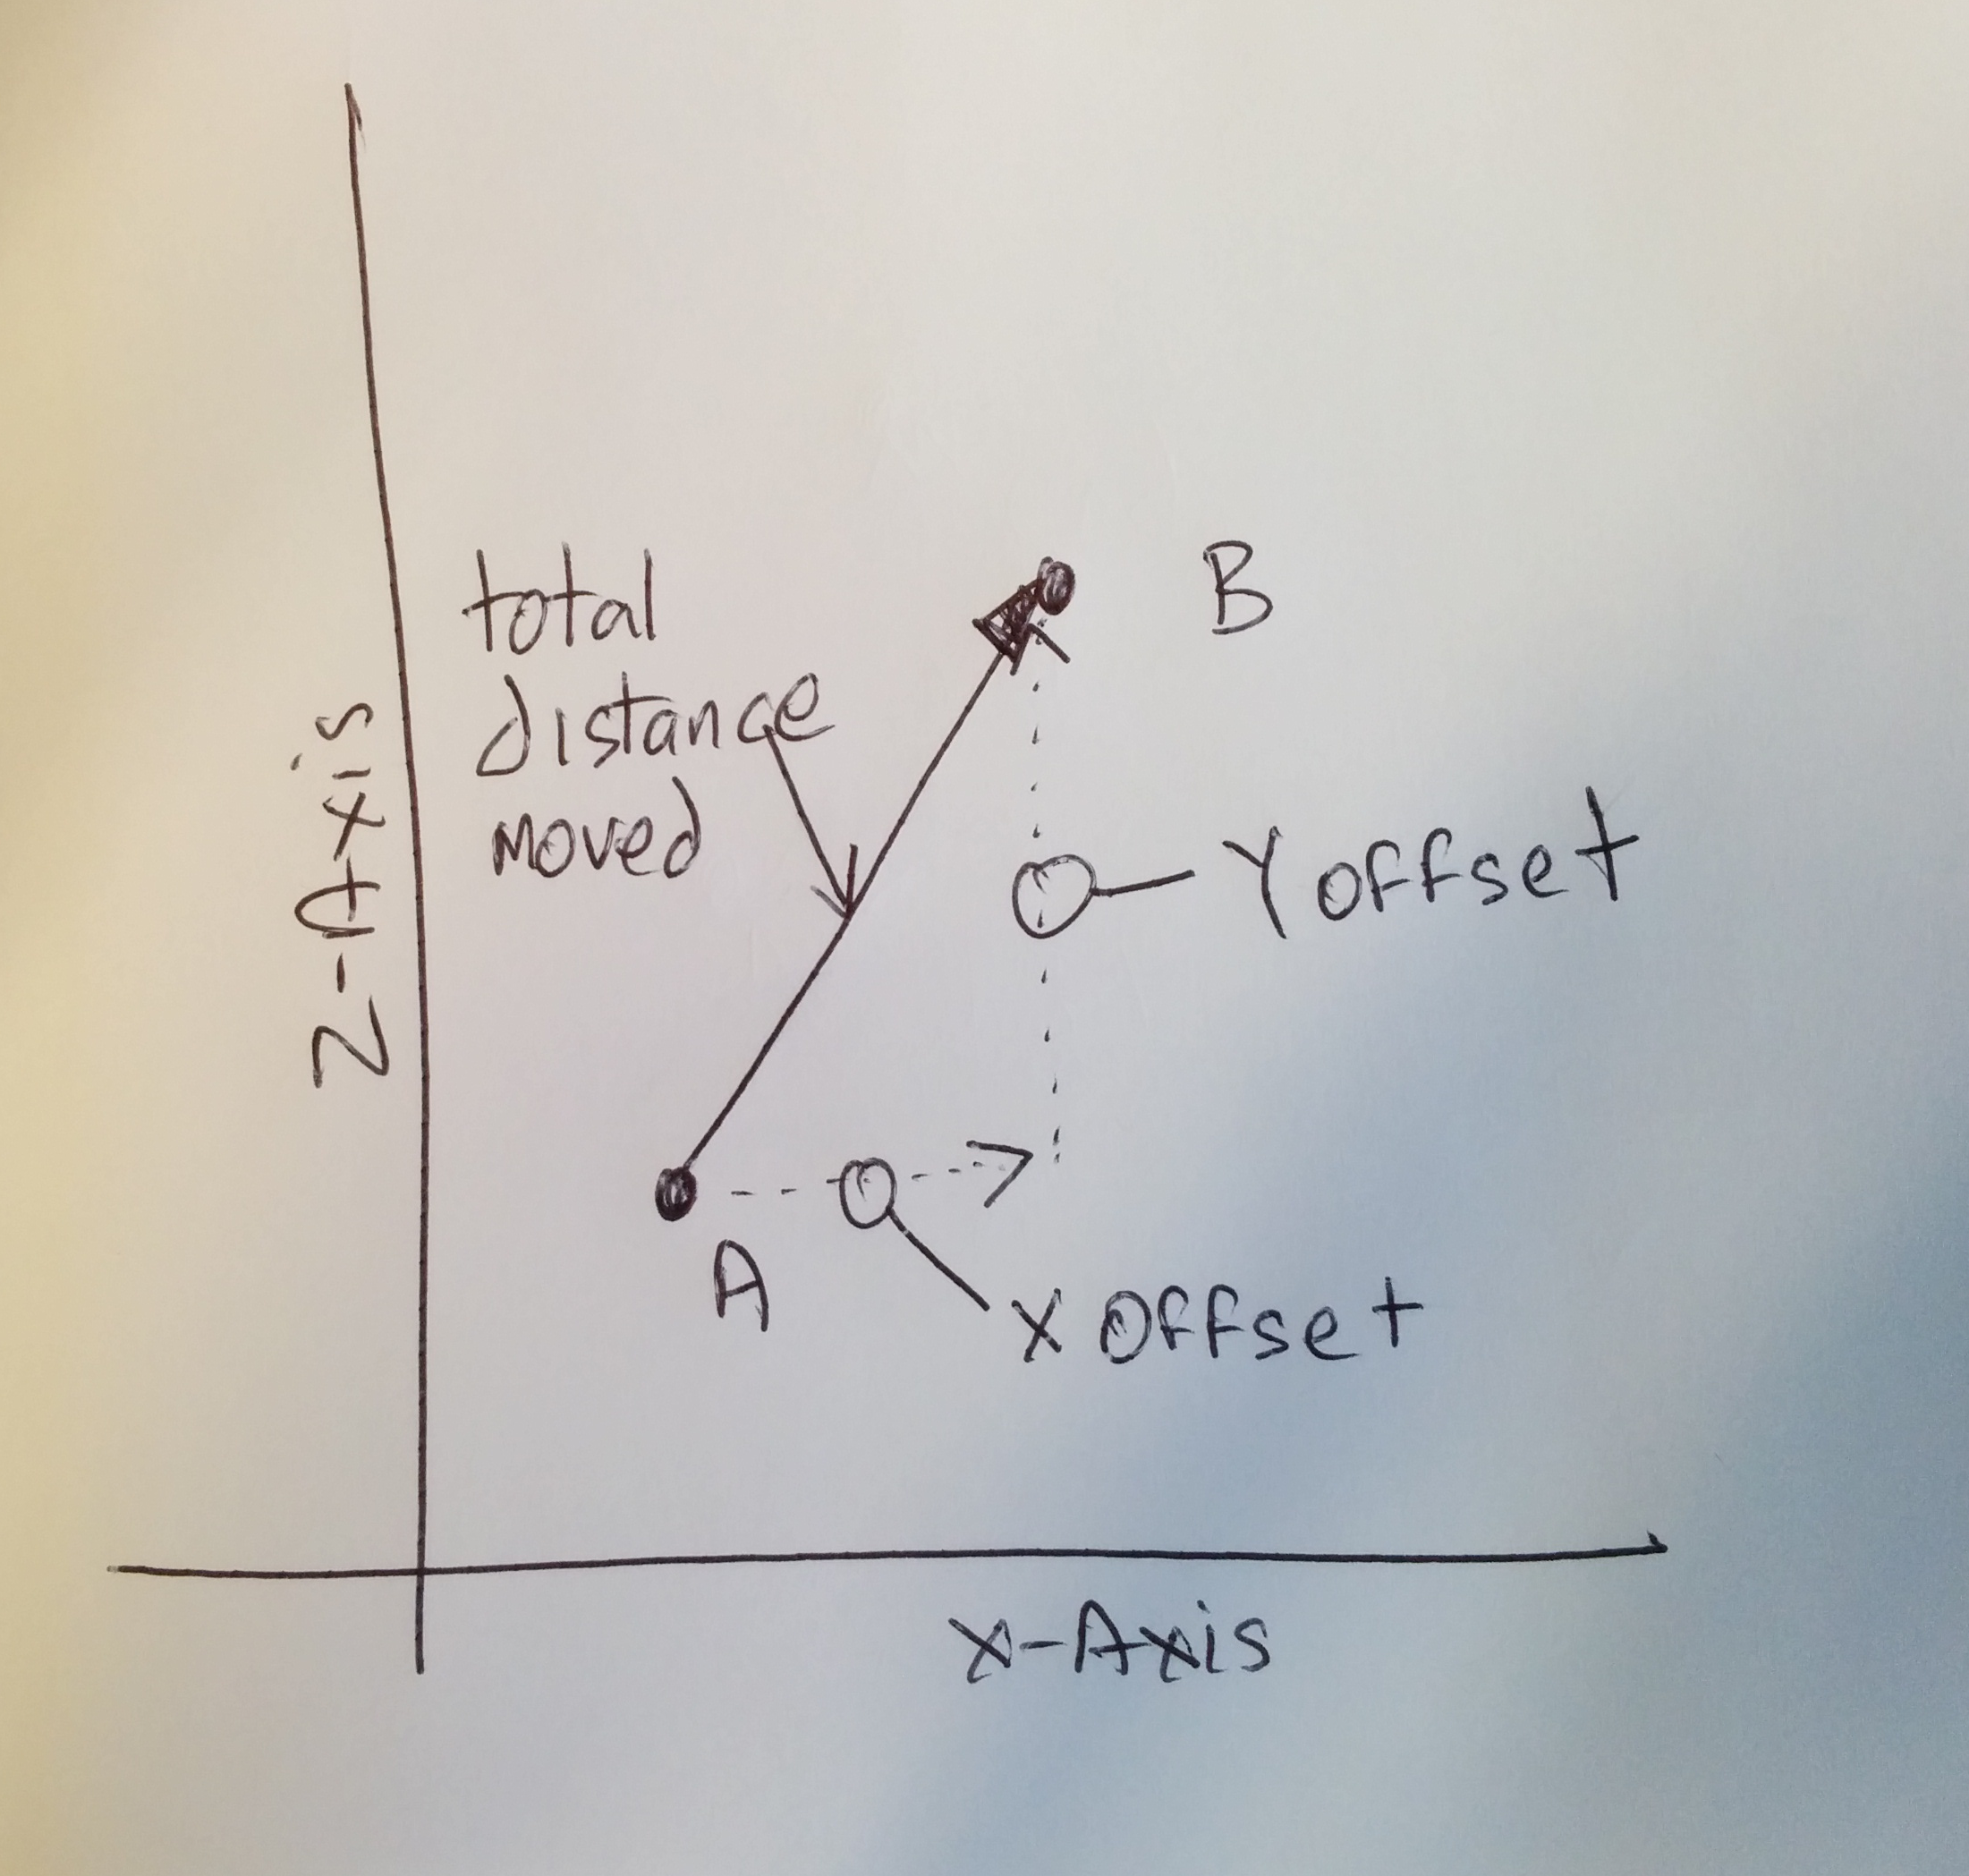 total
distance
moved
B
Z-Axis
Y offset
A
X Offset
X-Axis